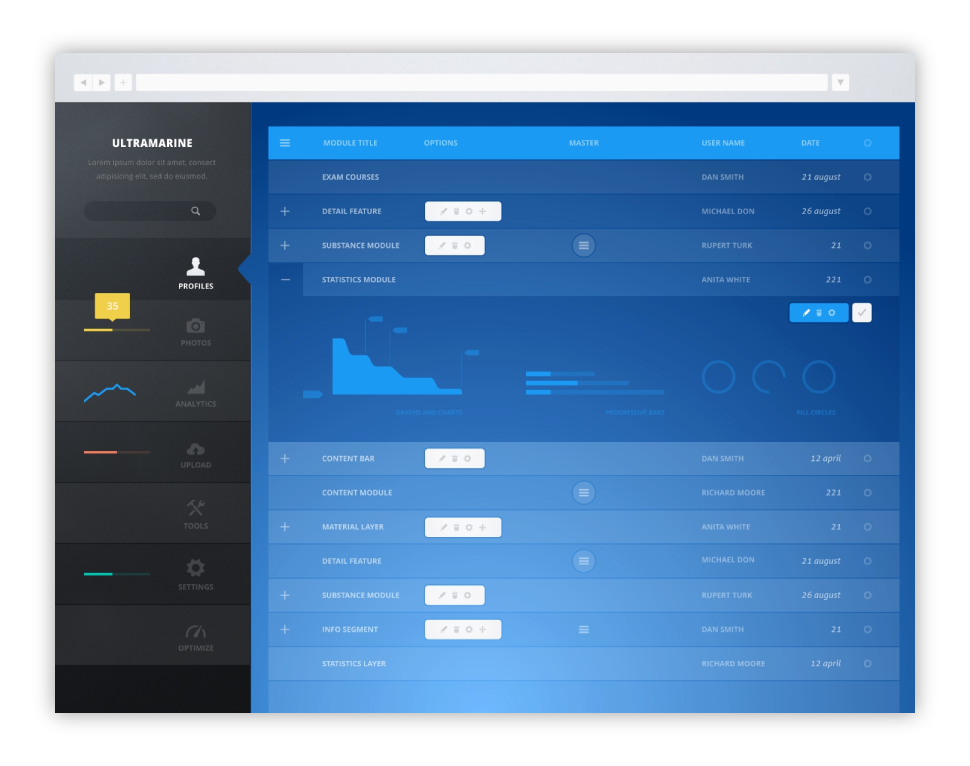 ULTRAMARINE
Lorem ipsum dolor sit amet, consect
adipisicing elit, sed do eiusmod.
PROFILES
35
PHOTOS
ANALYTICS
UPLOAD
TOOLS
SETTINGS
OPTIMIZE
MODULE TITLE OPTIONS MASTER USER NAME DATE
EXAM COURSES DAN SMITH 21 august
DETAIL FEATURE MICHAEL DON 26 august
SUBSTANCE MODULE RUPERT TURK 21
STATISTICS MODULE ANITA WHITE 221
GRAPHS AND CHARTS PROGRESSIVE BARS FILL CIRCLES
CONTENT BAR DAN SMITH 12 april
CONTENT MODULE RICHARD MOORE 221
MATERIAL LAYER ANITA WHITE 21
DETAIL FEATURE MICHAEL DON 21 august
SUBSTANCE MODULE RUPERT TURK 26 august
INFO SEGMENT DAN SMITH 21
STATISTICS LAYER RICHARD MOORE 12 april